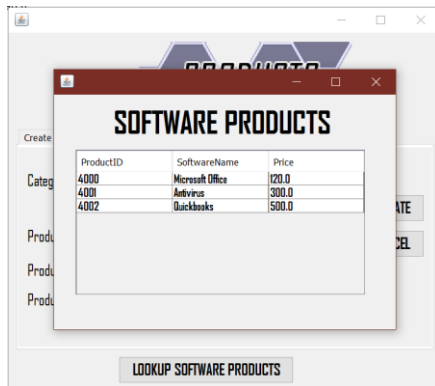 PRODUCTS
SOFTWARE PRODUCTS
Create
ProductID SoftwareName Price
4000 Microsoft Office 120.0
4001 Antivirus 300.0
4002 Quickbooks 500.0
Categ
ATE
Produ
CEL
Produ
Produ
LOOKUP SOFTWARE PRODUCTS